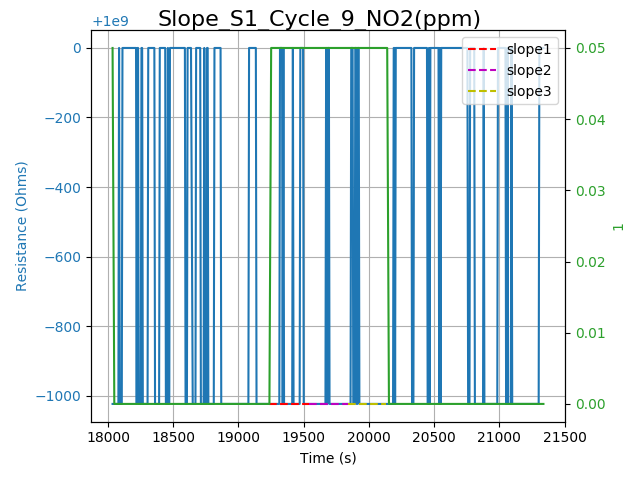 Slope_S1_Cycle_9_NO2(ppm)
+1e9
0
−200
−400
−600
−800
−1000
Resistance (Ohms)
slope1
slope2
slope3
0.05
0.04
0.03
0.02
0.01
0.00
1
18000 18500 19000 19500 20000 20500 21000 21500
Time (s)